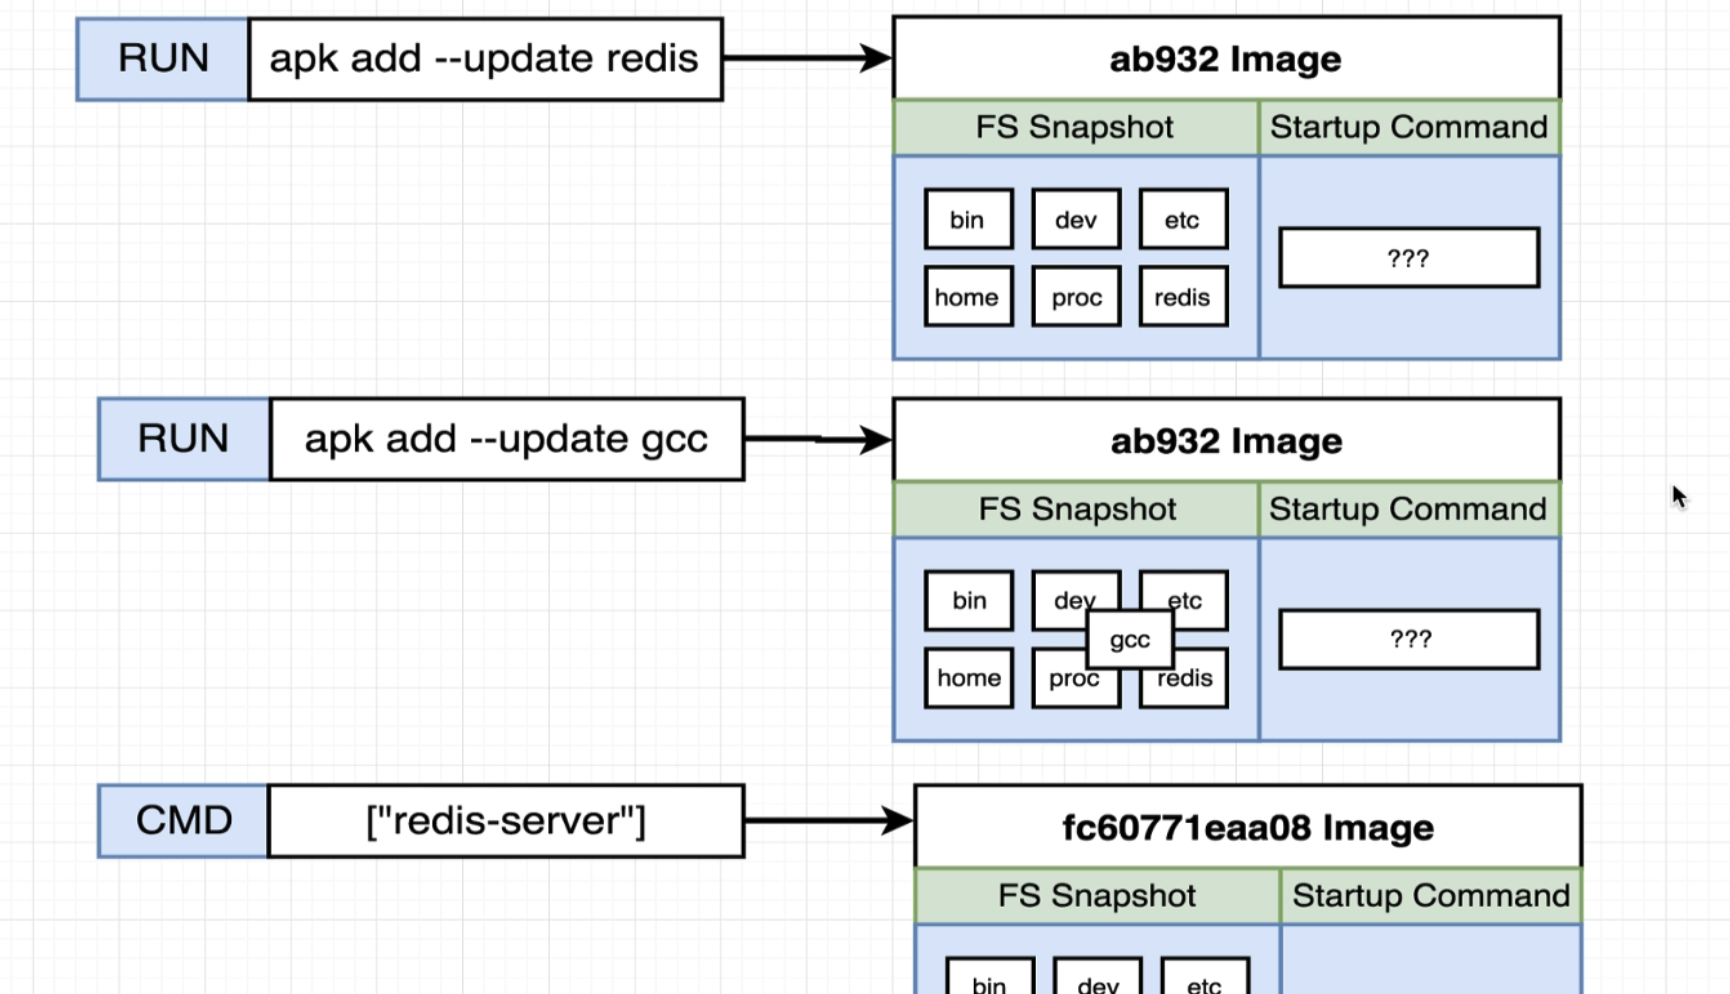 RUN
apk add --update redis
ab932 Image
FS Snapshot
Startup Command
bin
dev
etc
???
home
proc
redis
RUN
apk add --update gcc
ab932 Image
FS Snapshot
Startup Command
bin
dev
etc
gcc
???
home
proc
redis
CMD
["redis-server"]
fc60771eaa08 Image
FS Snapshot
Startup Command
bin
dev
etc